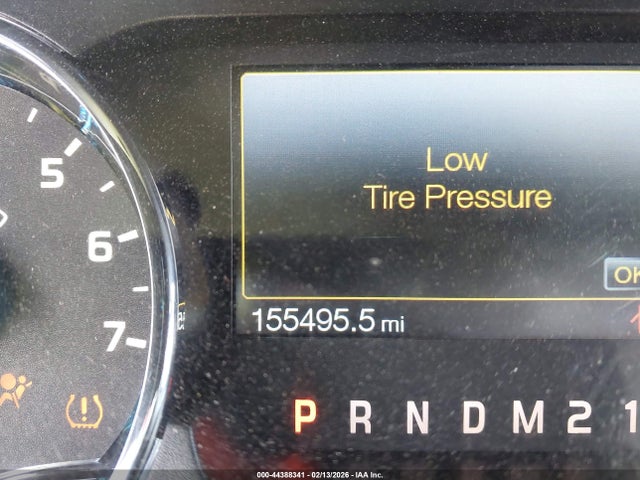 5
6
7
Low
Tire Pressure
OK
155495.5 mi
P R N D M 2 1
000-44388341 - 02/13/2026 - IAA Inc.